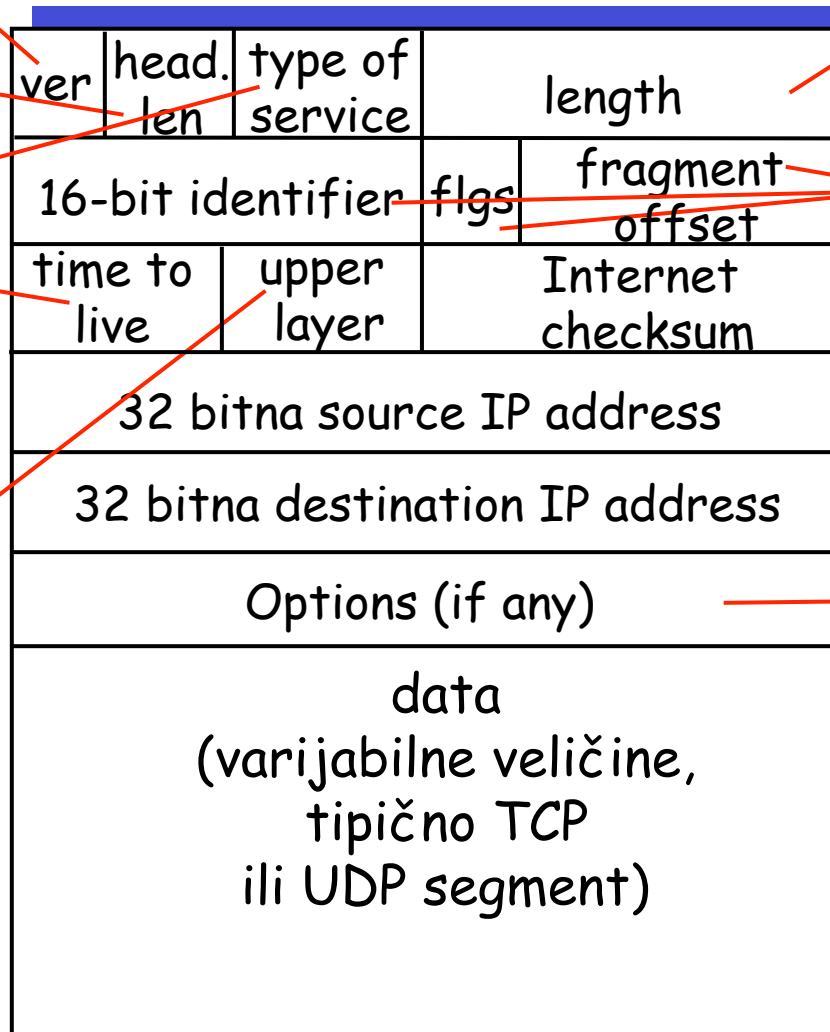 ver
head.
len
type of
service
length
16-bit identifier
flgs
fragment
offset
time to
live
upper
layer
Internet
checksum
32 bitna source IP address
32 bitna destination IP address
Options (if any)
data
(varijabilne veličine,
tipično TCP
ili UDP segment)